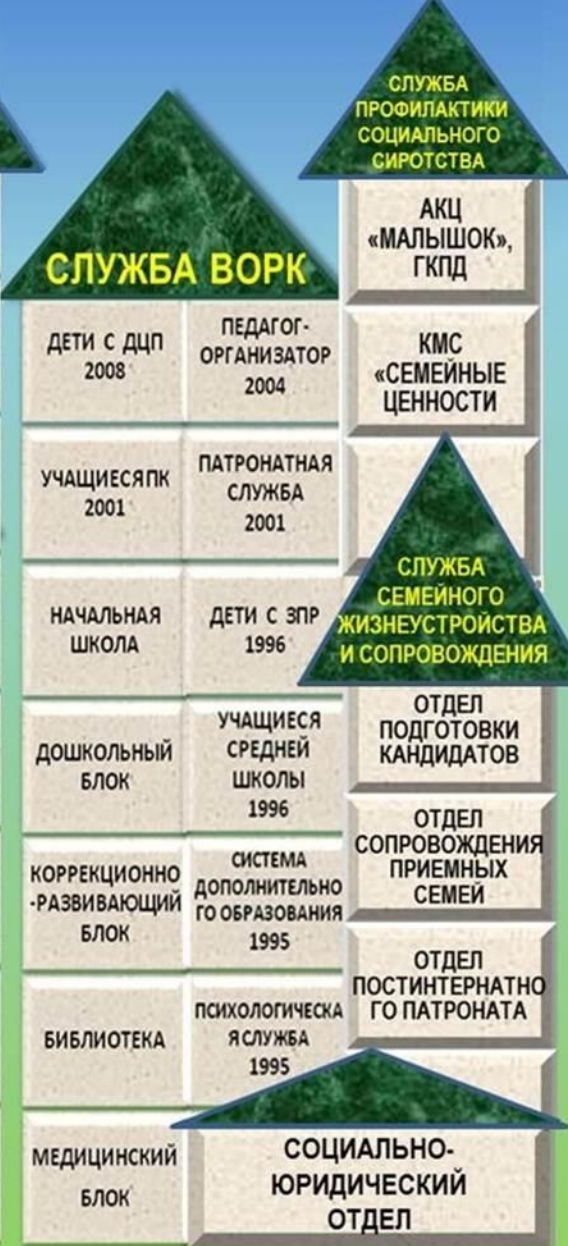 СЛУЖБА
ПРОФИЛАКТИКИ
СОЦИАЛЬНОГО
СИРОТСТВА
АКЦ
«МАЛЫШОК»,
ГКПД
КМС
«СЕМЕЙНЫЕ
ЦЕННОСТИ
СЛУЖБА ВОРК
ДЕТИ С ДЦП
2008
ПЕДАГОГ-
ОРГАНИЗАТОР
2004
УЧАЩИЕСЯ ПК
2001
ПАТРОНАТНАЯ
СЛУЖБА
2001
НАЧАЛЬНАЯ
ШКОЛА
ДЕТИ С ЗПР
1996
ДОШКОЛЬНЫЙ
БЛОК
УЧАЩИЕСЯ
СРЕДНЕЙ
ШКОЛЫ
1996
КОРРЕКЦИОННО
-РАЗВИВАЮЩИЙ
БЛОК
СИСТЕМА
ДОПОЛНИТЕЛЬНО
ГО ОБРАЗОВАНИЯ
1995
БИБЛИОТЕКА
ПСИХОЛОГИЧЕСКА
Я СЛУЖБА
1995
МЕДИЦИНСКИЙ
БЛОК
СЛУЖБА
СЕМЕЙНОГО
ЖИЗНЕУСТРОЙСТВА
И СОПРОВОЖДЕНИЯ
ОТДЕЛ
ПОДГОТОВКИ
КАНДИДАТОВ
ОТДЕЛ
СОПРОВОЖДЕНИЯ
ПРИЕМНЫХ
СЕМЕЙ
ОТДЕЛ
ПОСТИНТЕРНАТНО
ГО ПАТРОНАТА
СОЦИАЛЬНО-
ЮРИДИЧЕСКИЙ
ОТДЕЛ